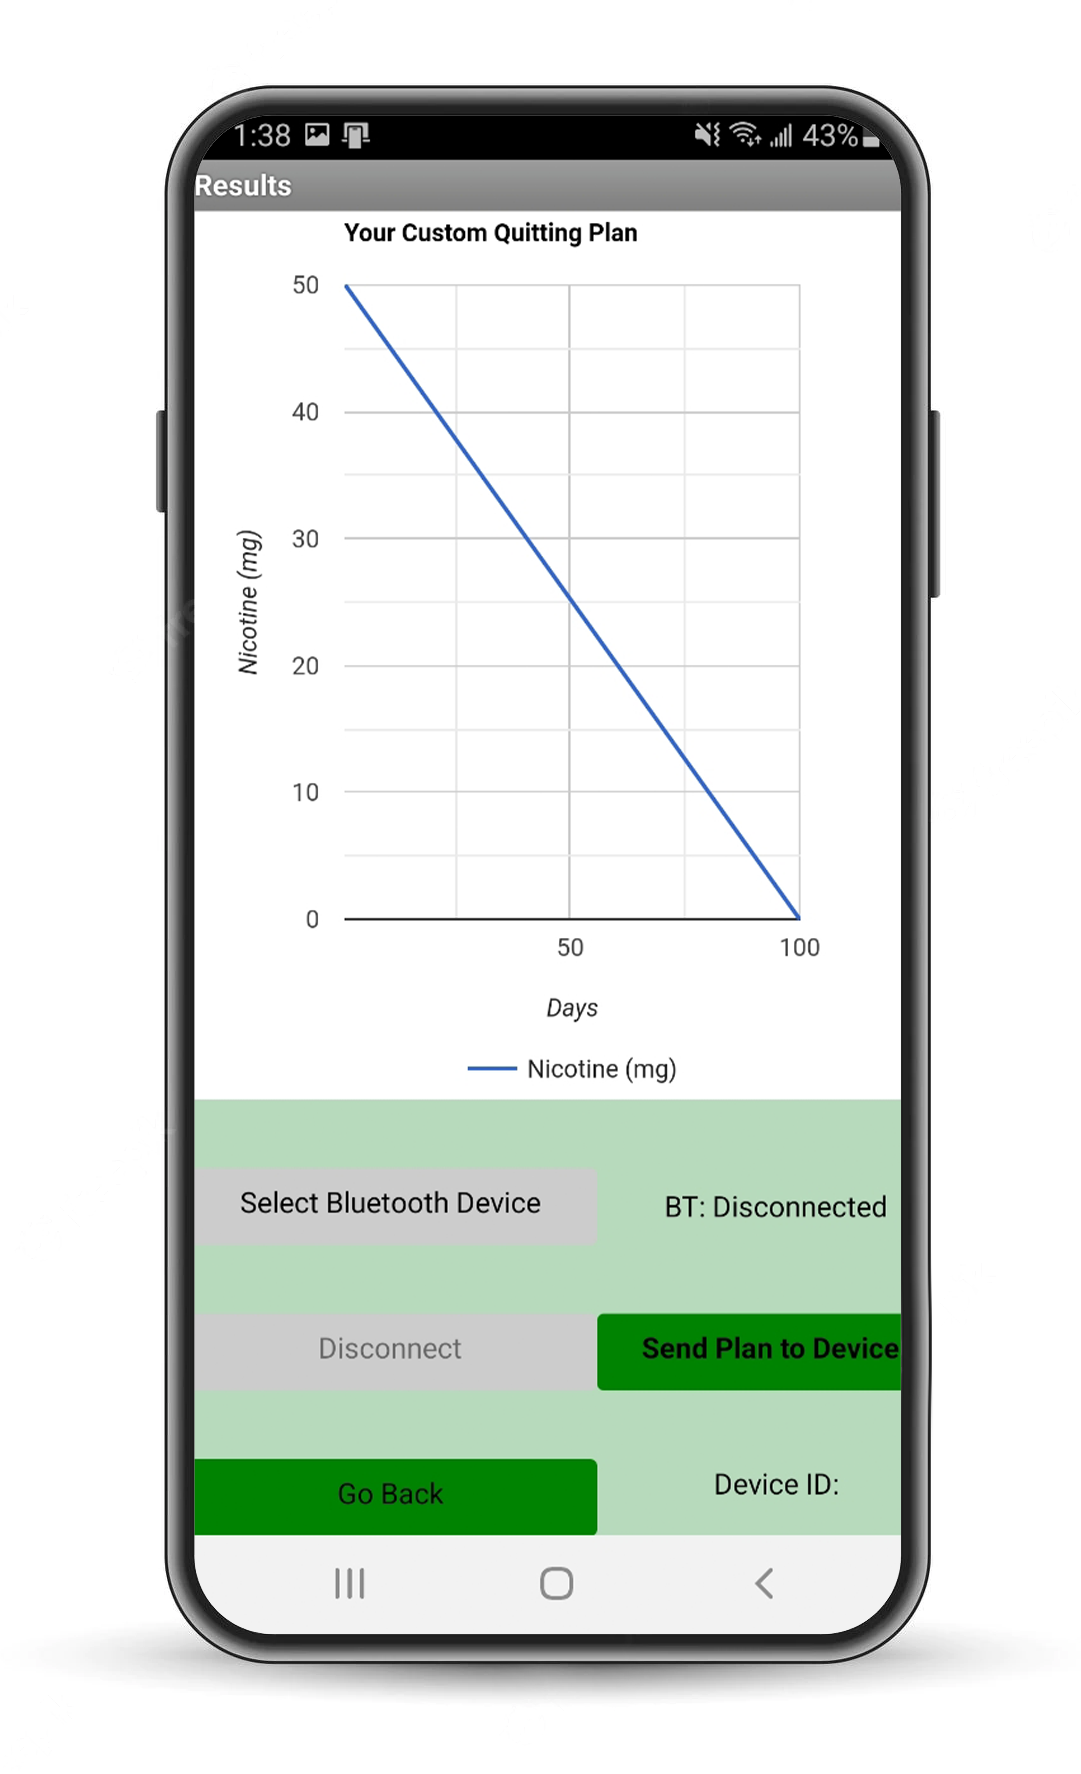 1:38 43%
Results
Your Custom Quitting Plan
50
40
30
20
10
0
Nicotine (mg)
50 100
Days
Nicotine (mg)
Select Bluetooth Device
BT: Disconnected
Disconnect
Send Plan to Device
Go Back
Device ID: